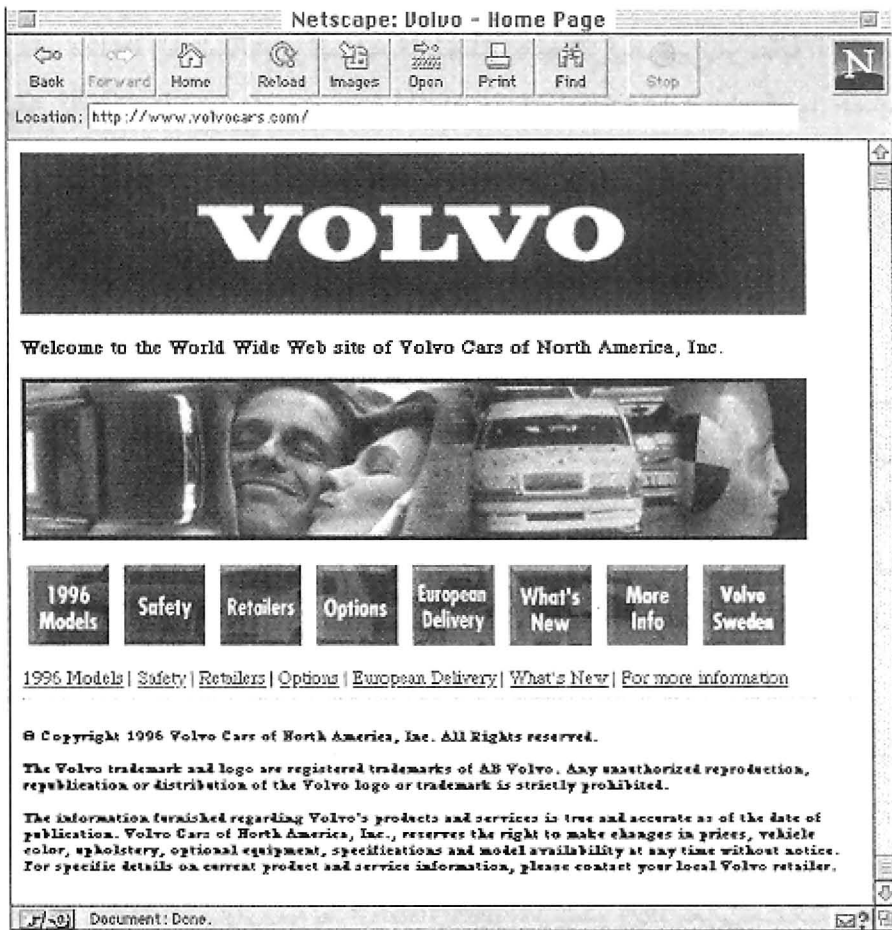 Netscape: Volvo - Home Page
Back Forward Home Reload Images Open Print Find Stop
N
Location: http://www.volvocars.com/
VOLVO
Welcome to the World Wide Web site of Volvo Cars of North America, Inc.
1996 Models
Safety
Retailers
Options
European Delivery
What's New
More Info
Volvo Sweden
1996 Models | Safety | Retailers | Options | European Delivery | What's New | For more information
© Copyright 1996 Volvo Cars of North America, Inc. All Rights reserved.
The Volvo trademark and logo are registered trademarks of AB Volvo. Any unauthorized reproduction,
republication or distribution of the Volvo logo or trademark is strictly prohibited.
The information furnished regarding Volvo's products and services is true and accurate as of the date of
publication. Volvo Cars of North America, Inc., reserves the right to make changes in prices, vehicle
color, upholstery, optional equipment, specifications and model availability at any time without notice.
For specific details on current product and service information, please contact your local Volvo retailer.
Document: Done.
?